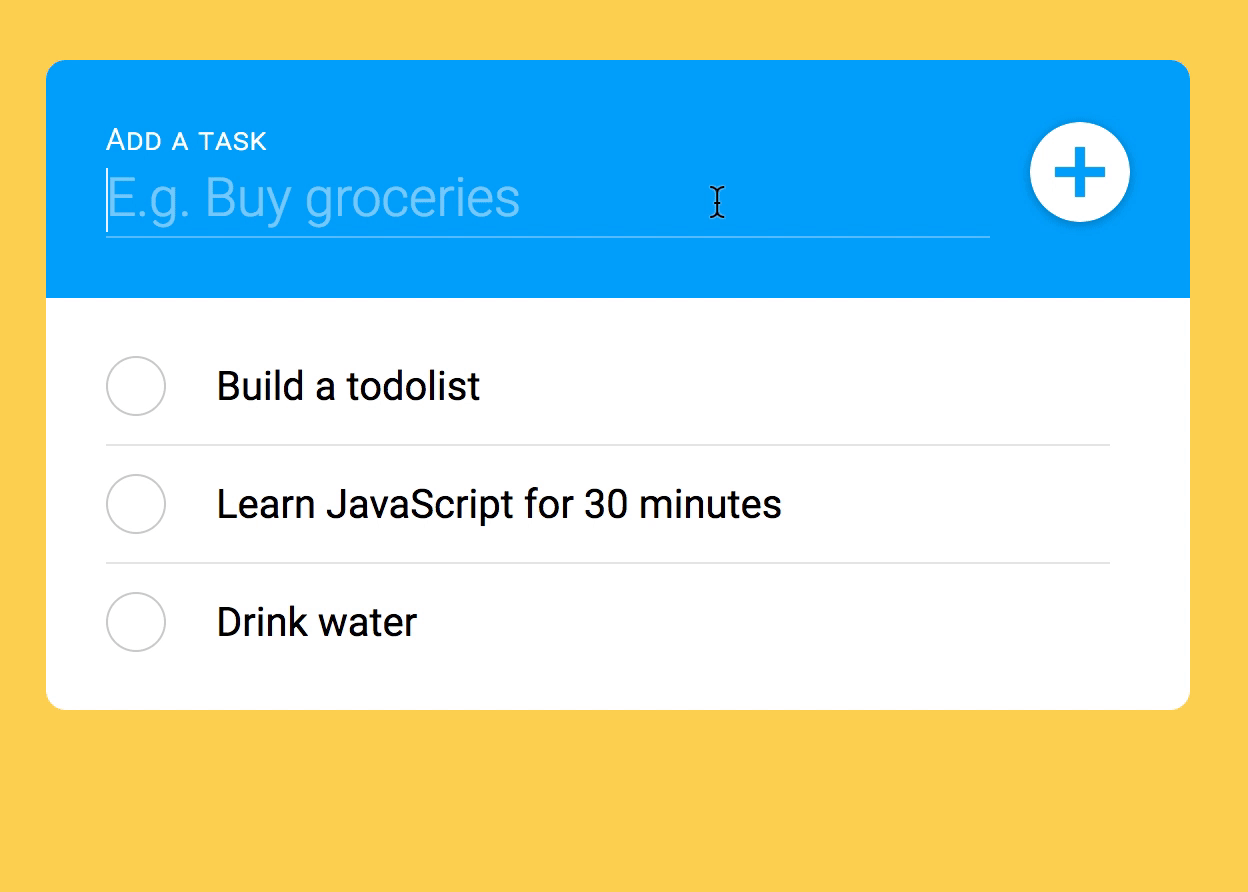 Add a task
E.g. Buy groceries
Build a todolist
Learn JavaScript for 30 minutes
Drink water